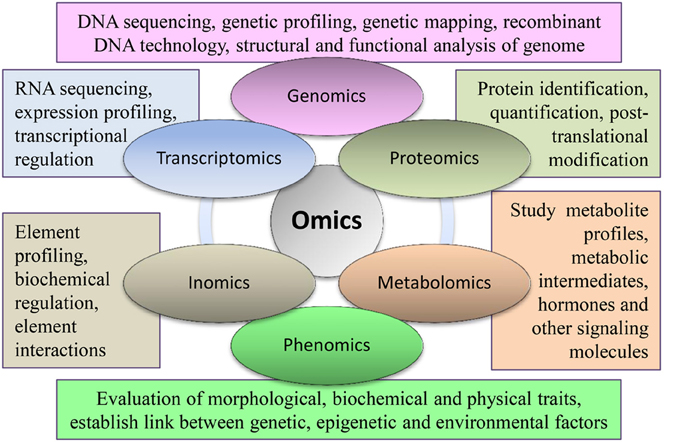 DNA sequencing, genetic profiling, genetic mapping, recombinant
DNA technology, structural and functional analysis of genome
Genomics
RNA sequencing,
expression profiling,
transcriptional
regulation
Transcriptomics
Protein identification,
quantification, post-
translational
modification
Proteomics
Omics
Element
profiling,
biochemical
regulation,
element
interactions
Inomics
Study metabolite
profiles,
metabolic
intermediates,
hormones and
other signaling
molecules
Metabolomics
Phenomics
Evaluation of morphological, biochemical and physical traits,
establish link between genetic, epigenetic and environmental factors